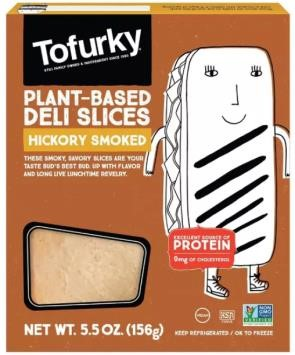 Tofurky
STILL FAMILY OWNED & INDEPENDENT SINCE 1980
PLANT-BASED
DELI SLICES
HICKORY SMOKED
THESE SMOKY, SAVORY SLICES ARE YOUR
TASTE BUD'S BEST BUD. UP WITH FLAVOR
AND LONG LIVE LUNCHTIME REVELRY.
EXCELLENT SOURCE OF
PROTEIN
0mg OF CHOLESTEROL
VEGAN
NON
GMO
VERIFIED
NET WT. 5.5 OZ. (156g)
KEEP REFRIGERATED / OK TO FREEZE